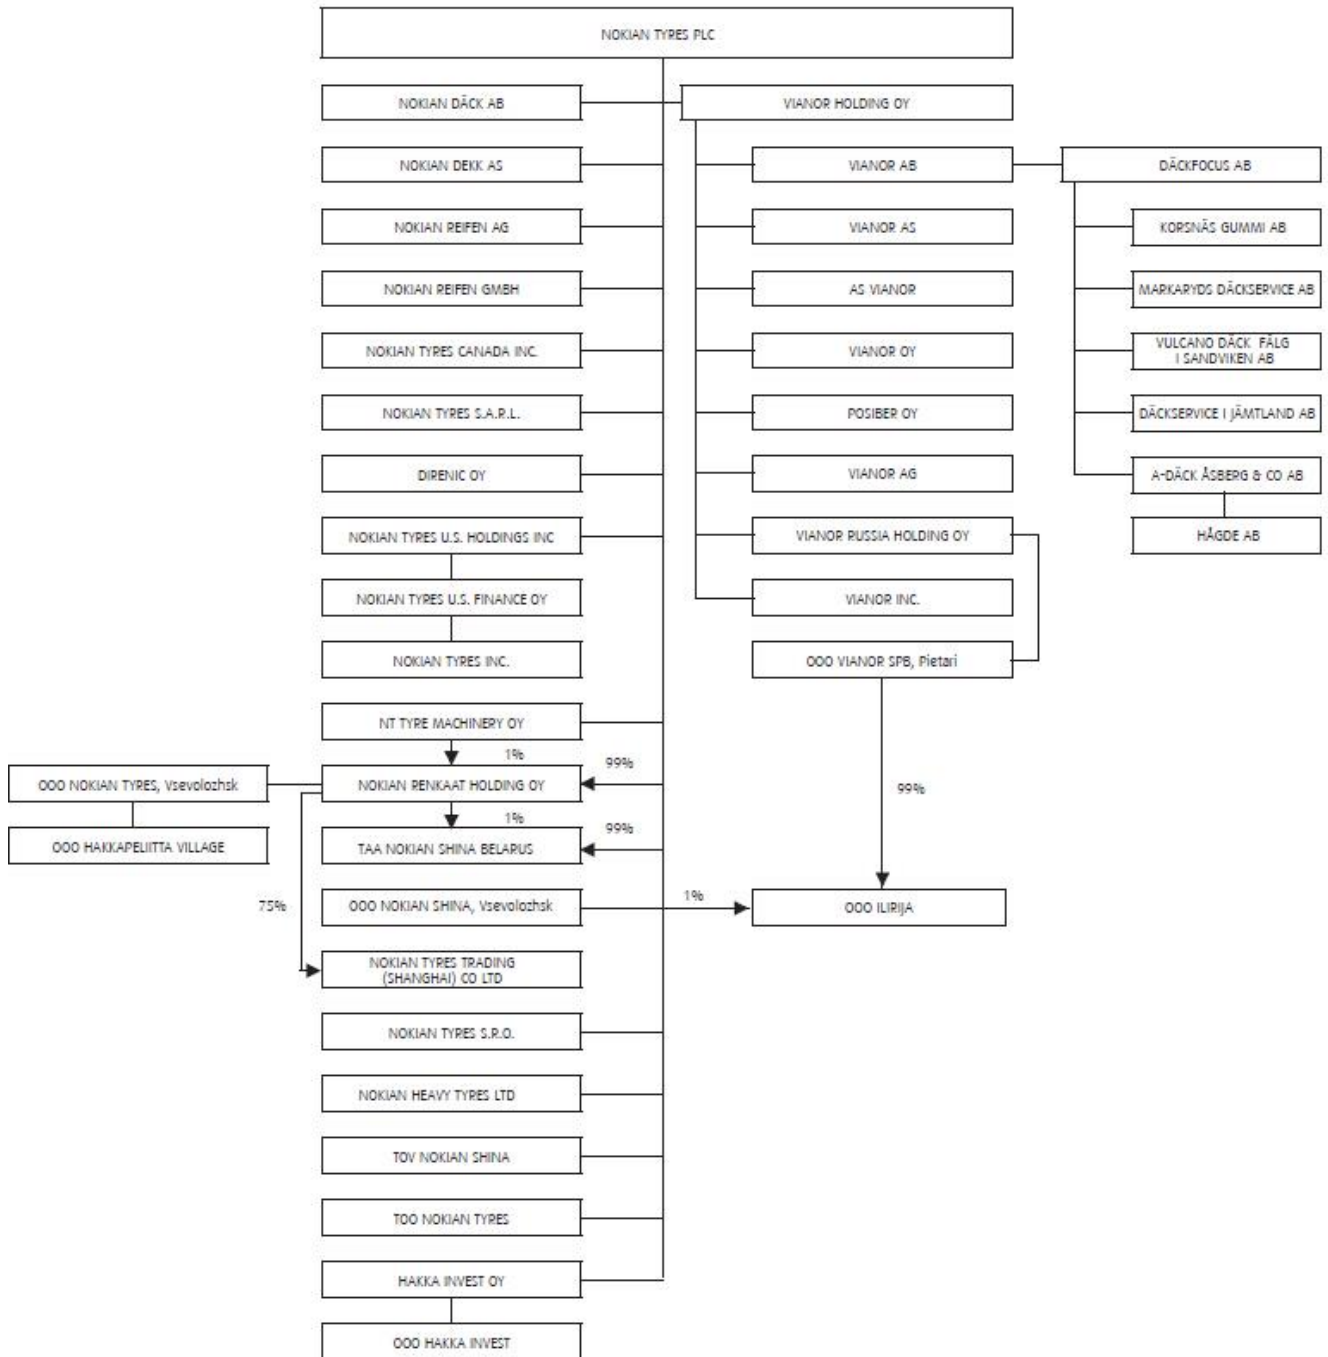 NOKIAN TYRES PLC
NOKIAN DÄCK AB
VIANOR HOLDING OY
NOKIAN DEKK AS
VIANOR AB
DÄCKFOCUS AB
NOKIAN REIFEN AG
VIANOR AS
KORSNÄS GUMMI AB
NOKIAN REIFEN GMBH
AS VIANOR
MARKARYDS DÄCKSERVICE AB
NOKIAN TYRES CANADA INC.
VIANOR OY
VULCANO DÄCK FÄLG
I SANDVIKEN AB
NOKIAN TYRES S.A.R.L.
POSIBER OY
DÄCKSERVICE I JÄMTLAND AB
DIRENIC OY
VIANOR AG
A-DÄCK ÅSBERG & CO AB
NOKIAN TYRES U.S. HOLDINGS INC
VIANOR RUSSIA HOLDING OY
HÅGDE AB
NOKIAN TYRES U.S. FINANCE OY
VIANOR INC.
NOKIAN TYRES INC.
OOO VIANOR SPB, Pietari
NT TYRE MACHINERY OY
1%
99%
OOO NOKIAN TYRES, Vsevolozhsk
NOKIAN RENKAAT HOLDING OY
99%
1%
99%
OOO HAKKAPELIITTA VILLAGE
TAA NOKIAN SHINA BELARUS
75%
OOO NOKIAN SHINA, Vsevolozhsk
1%
OOO ILIRIJA
NOKIAN TYRES TRADING
(SHANGHAI) CO LTD
NOKIAN TYRES S.R.O.
NOKIAN HEAVY TYRES LTD
TOV NOKIAN SHINA
TOO NOKIAN TYRES
HAKKA INVEST OY
OOO HAKKA INVEST